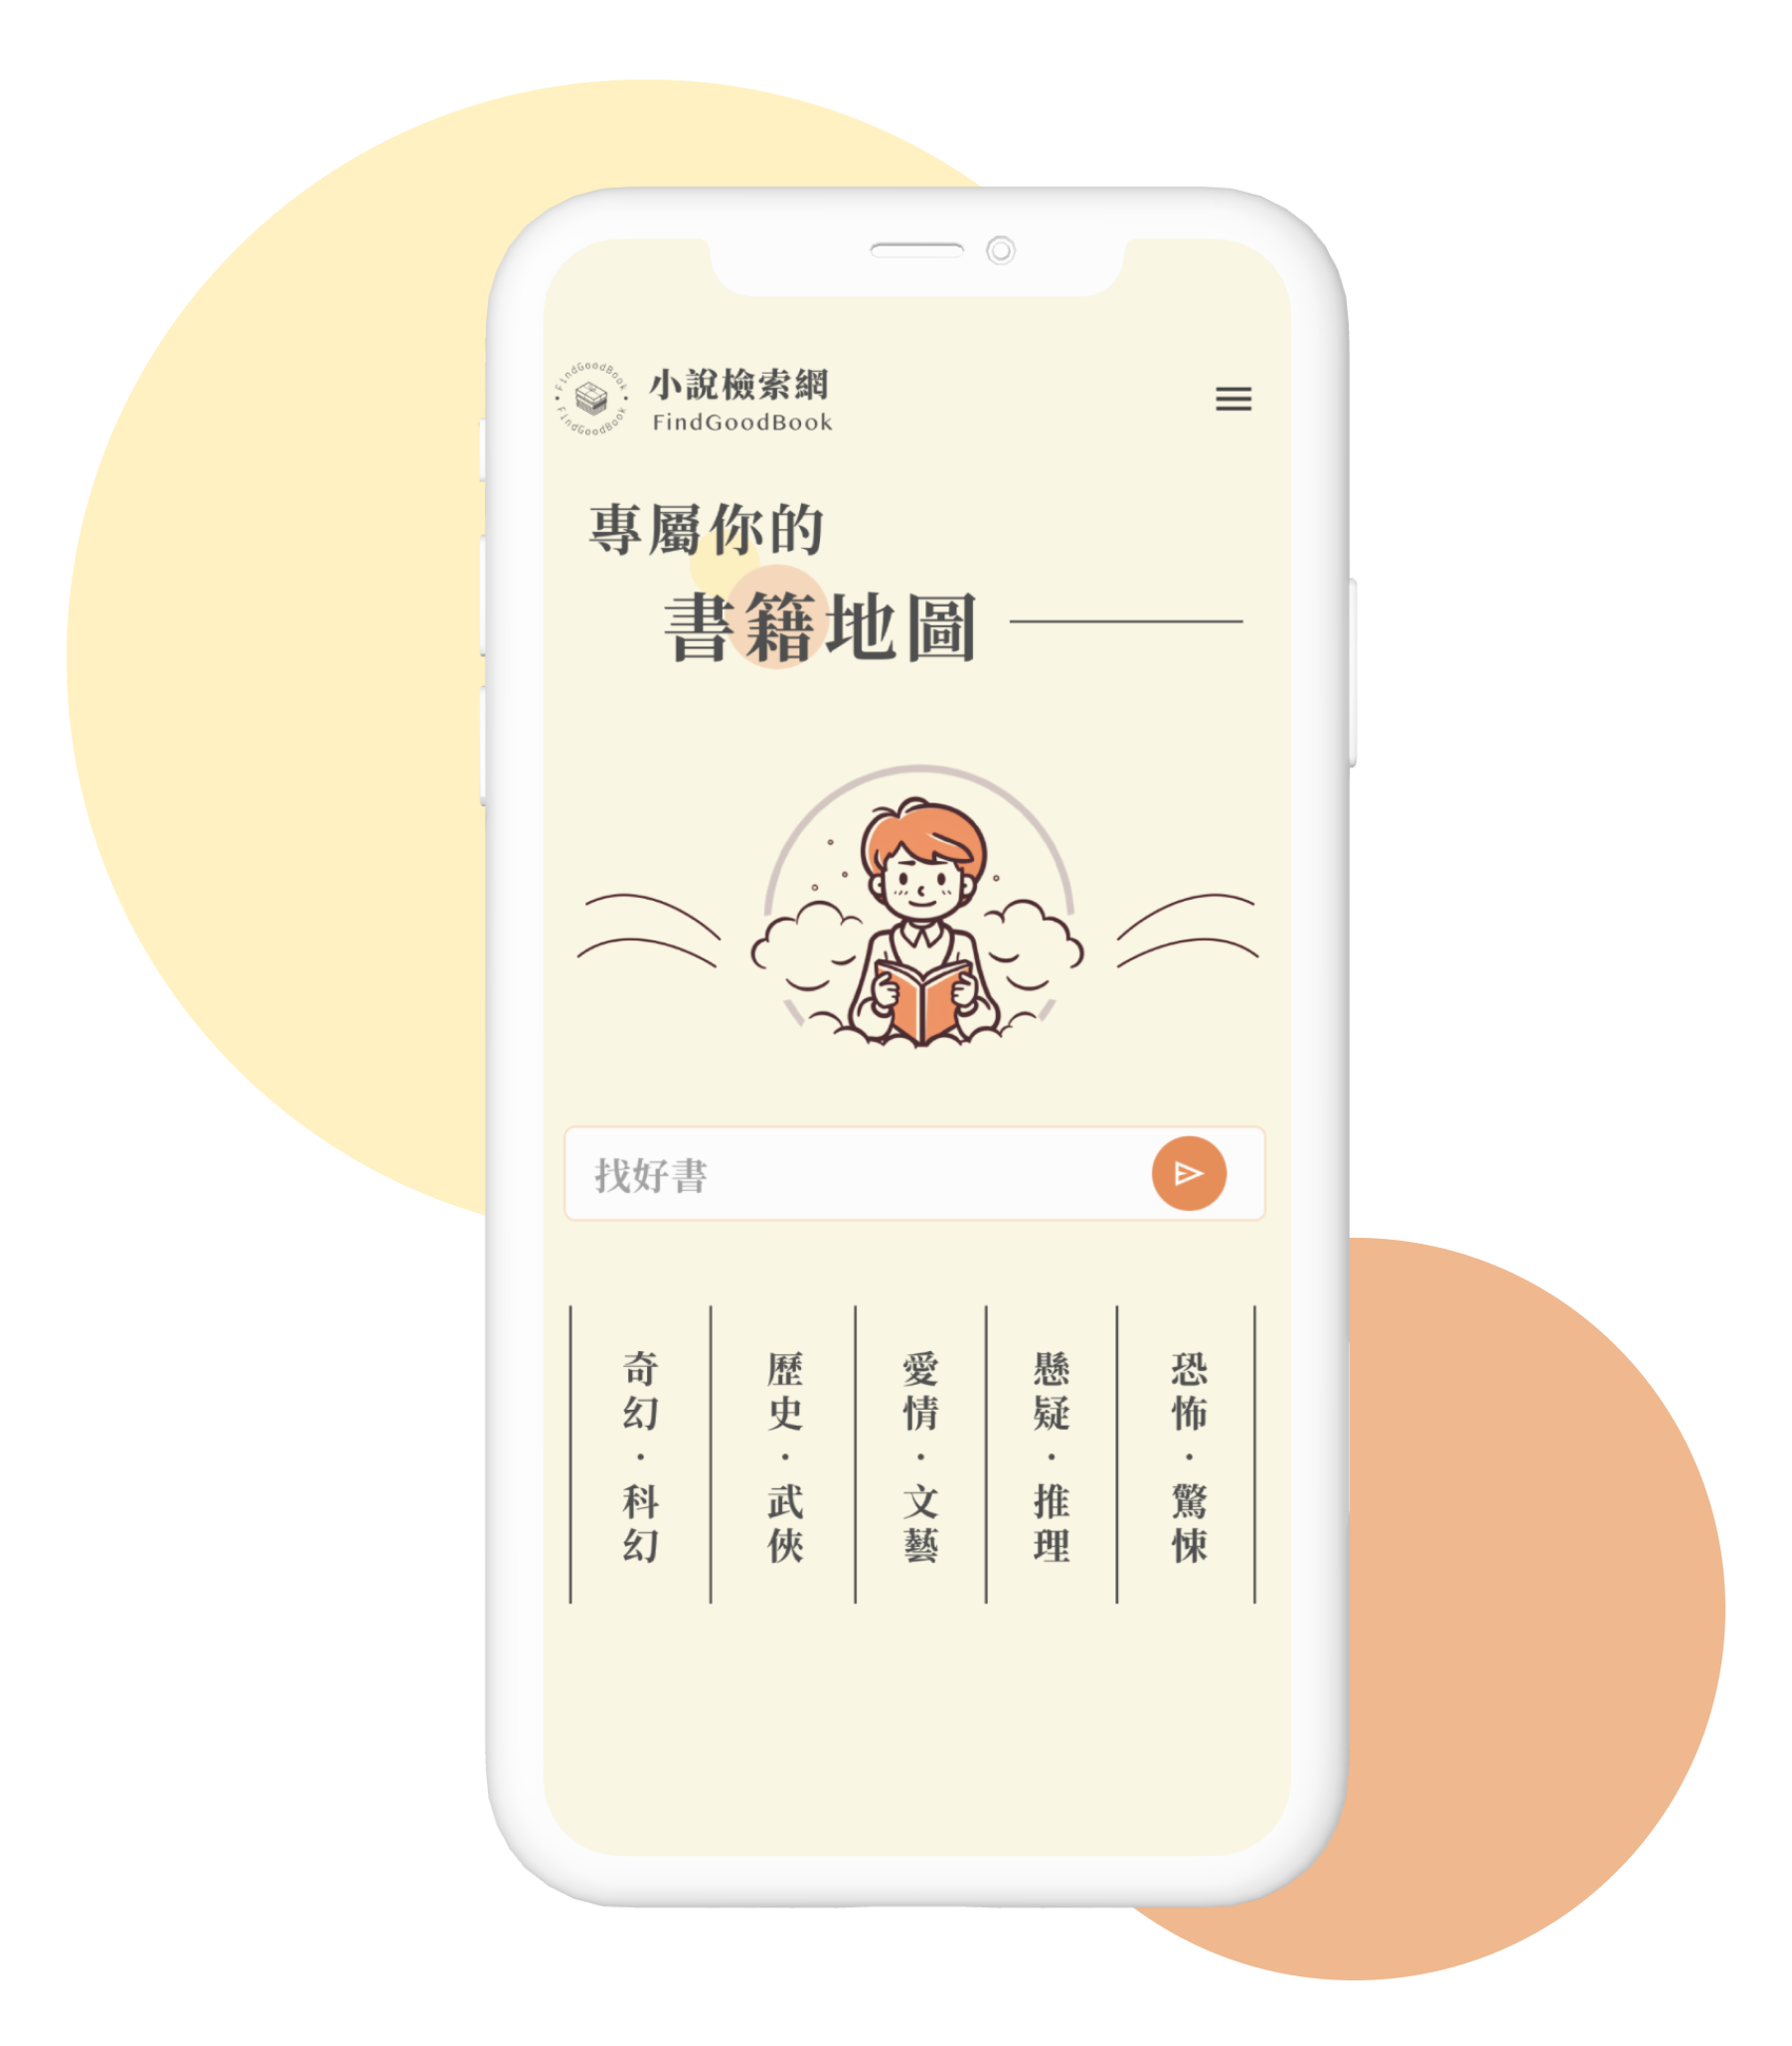 FindGoodBook
FindGoodBook
小說檢索網
FindGoodBook
專屬你的
書籍地圖
找好書
奇幻・科幻
歷史・武俠
愛情・文藝
懸疑・推理
恐怖・驚悚